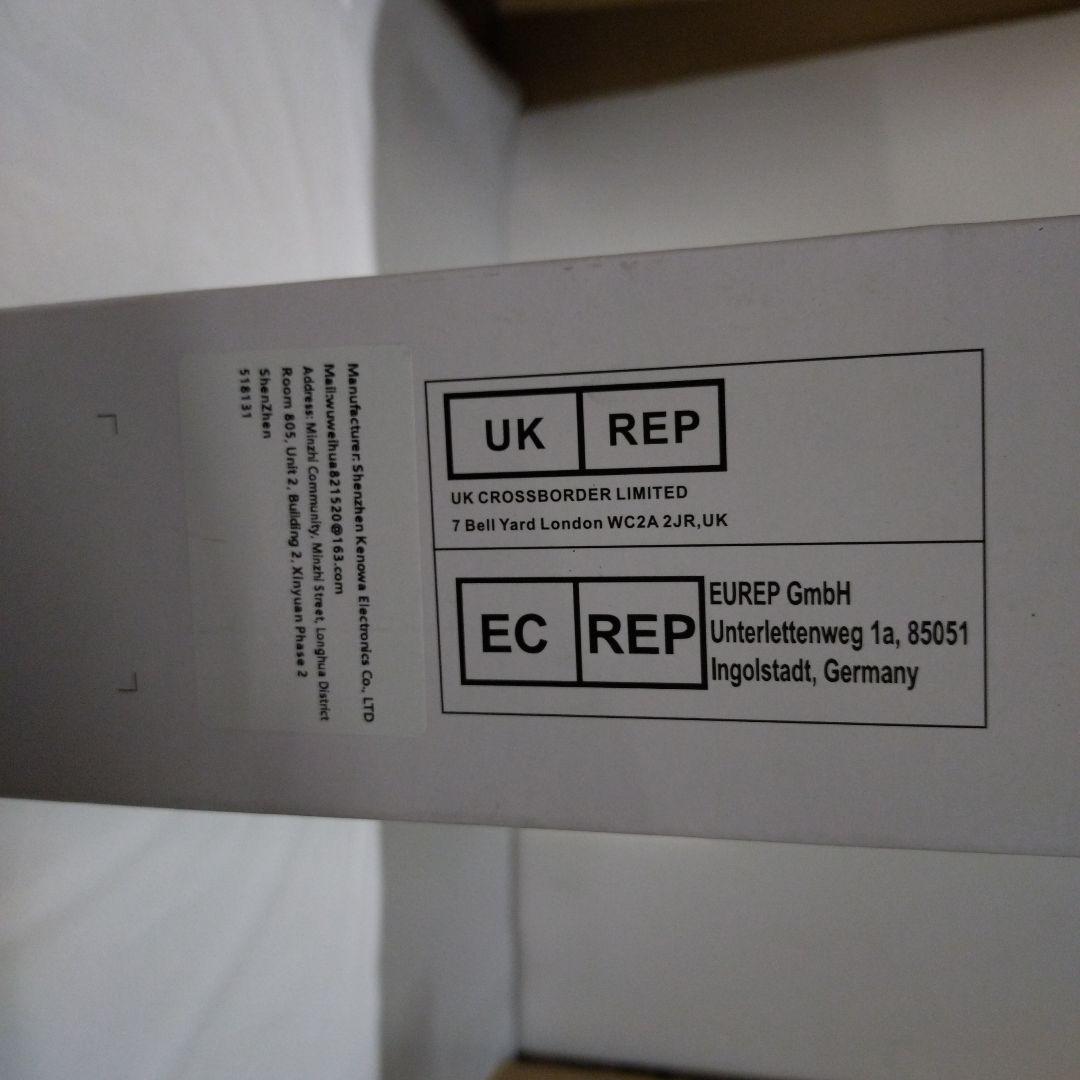 Manufacturer: Shenzhen Kenowa Electronics Co., LTD
Mail:wuweihua821520@163.com
Address: Minzhi Community, Minzhi Street, Longhua District
Room 805, Unit 2, Building 2, Xinyuan Phase 2
ShenZhen
518131
UK REP
UK CROSSBORDER LIMITED
7 Bell Yard London WC2A 2JR,UK
EC REP
EUREP GmbH
Unterlettenweg 1a, 85051
Ingolstadt, Germany